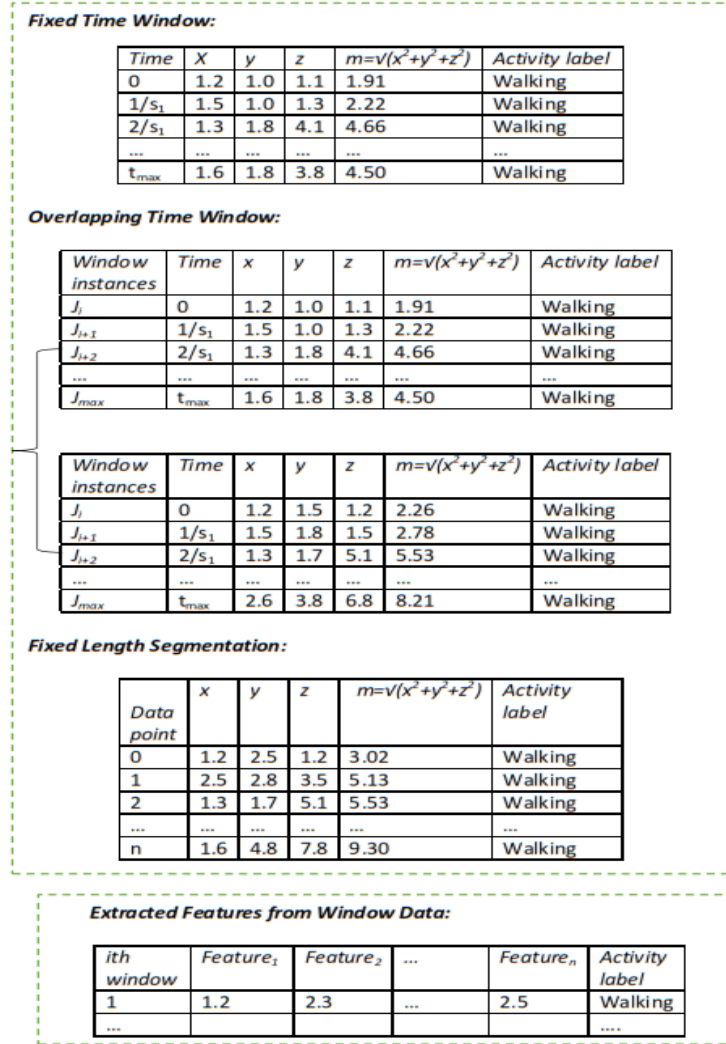 Fixed Time Window:
Time X y z m=√(x²+y²+z²) Activity label
0 1.2 1.0 1.1 1.91 Walking
1/s₁ 1.5 1.0 1.3 2.22 Walking
2/s₁ 1.3 1.8 4.1 4.66 Walking
... ... ... ... ... ...
tₘₐₓ 1.6 1.8 3.8 4.50 Walking
Overlapping Time Window:
Window Time x y z m=√(x²+y²+z²) Activity label
instances
Jᵢ 0 1.2 1.0 1.1 1.91 Walking
Jᵢ₊₁ 1/s₁ 1.5 1.0 1.3 2.22 Walking
Jᵢ₊₂ 2/s₁ 1.3 1.8 4.1 4.66 Walking
... ... ... ... ... ... ...
Jₘₐₓ tₘₐₓ 1.6 1.8 3.8 4.50 Walking
Window Time x y z m=√(x²+y²+z²) Activity label
instances
Jᵢ 0 1.2 1.5 1.2 2.26 Walking
Jᵢ₊₁ 1/s₁ 1.5 1.8 1.5 2.78 Walking
Jᵢ₊₂ 2/s₁ 1.3 1.7 5.1 5.53 Walking
... ... ... ... ... ... ...
Jₘₐₓ tₘₐₓ 2.6 3.8 6.8 8.21 Walking
Fixed Length Segmentation:
x y z m=√(x²+y²+z²) Activity
Data label
point
0 1.2 2.5 1.2 3.02 Walking
1 2.5 2.8 3.5 5.13 Walking
2 1.3 1.7 5.1 5.53 Walking
... ... ... ... ... ...
n 1.6 4.8 7.8 9.30 Walking
Extracted Features from Window Data:
ith Feature₁ Feature₂ ... Featureₙ Activity
window label
1 1.2 2.3 ... 2.5 Walking
... ....